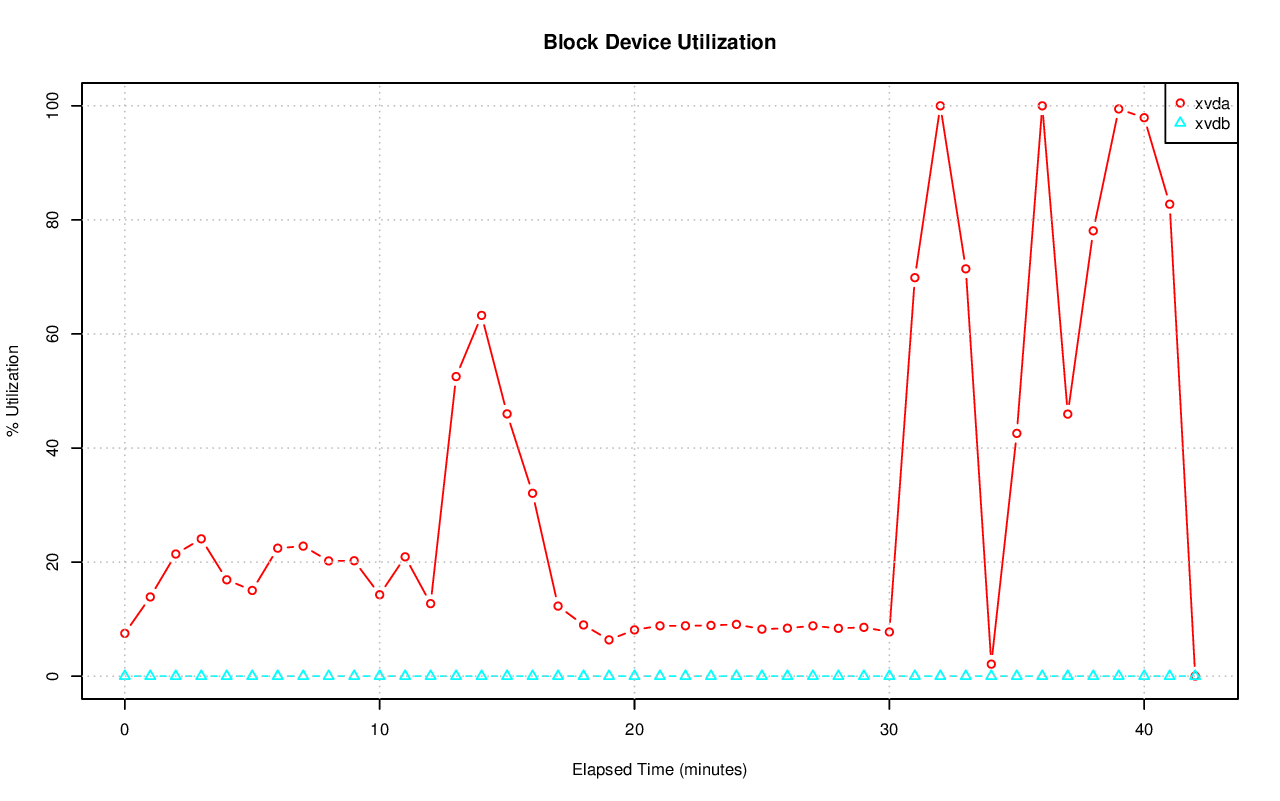 Block Device Utilization
xvda
xvdb
% Utilization
100
80
60
40
20
0
0 10 20 30 40
Elapsed Time (minutes)